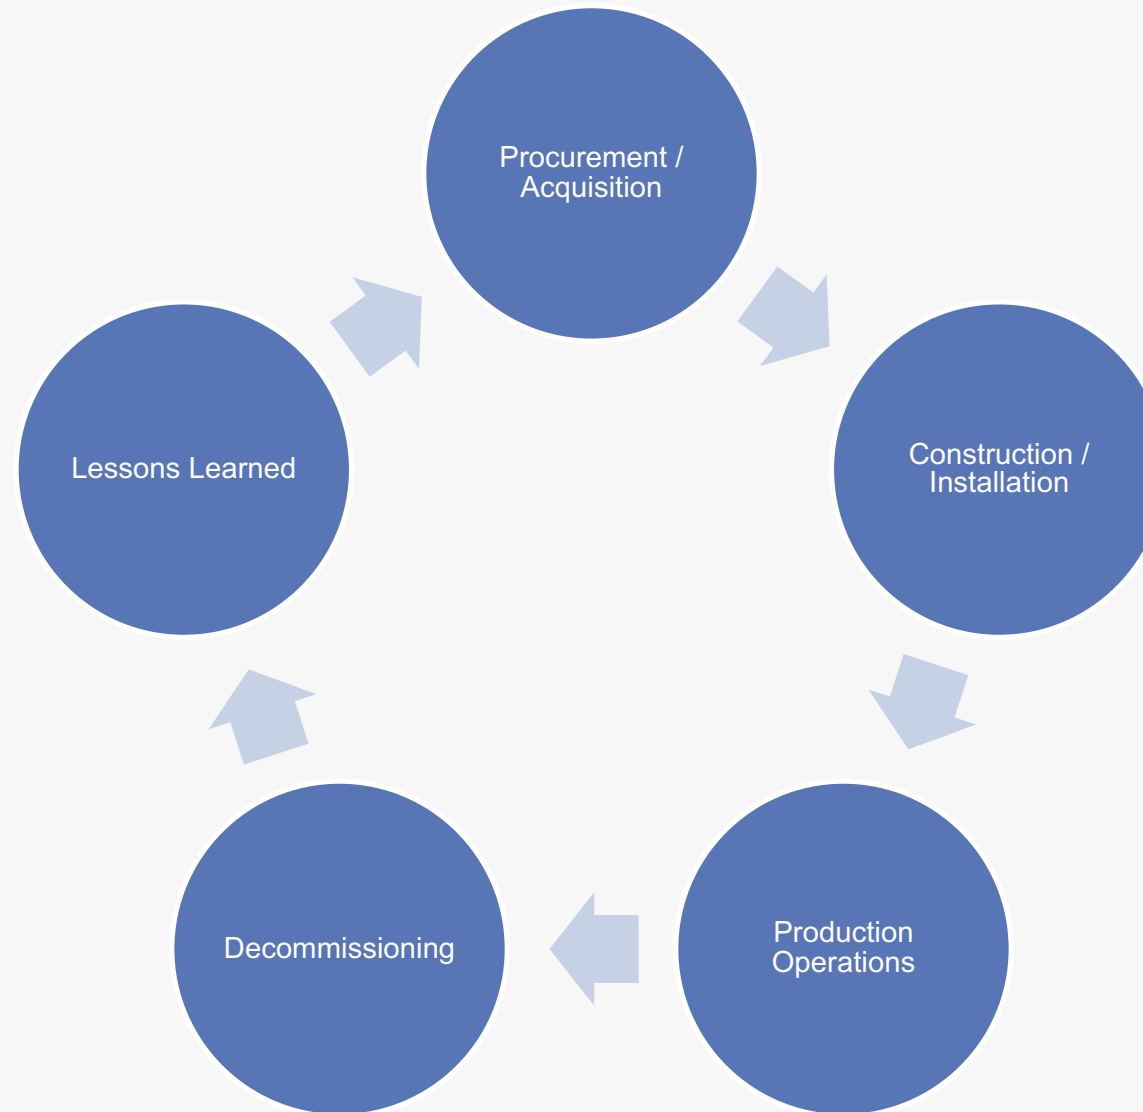 Procurement /
Acquisition
Construction /
Installation
Production
Operations
Decommissioning
Lessons Learned